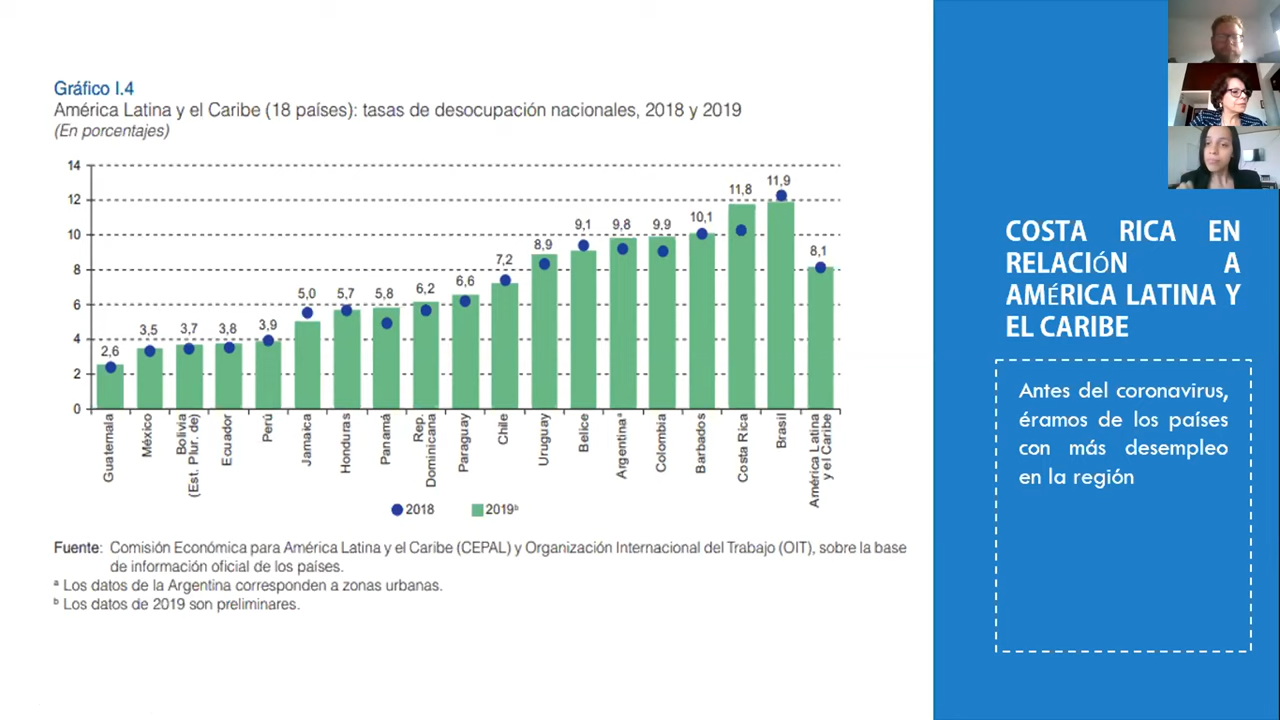 Gráfico I.4
América Latina y el Caribe (18 países): tasas de desocupación nacionales, 2018 y 2019
(En porcentajes)
14
12
10
8
6
4
2
0
2,6
3,5
3,7
3,8
3,9
5,0
5,7
5,8
6,2
6,6
7,2
8,9
9,1
9,8
9,9
10,1
11,8
11,9
8,1
Guatemala
México
Bolivia
(Est. Plur. de)
Ecuador
Perú
Jamaica
Honduras
Panamá
Rep.
Dominicana
Paraguay
Chile
Uruguay
Belice
Argentinaª
Colombia
Barbados
Costa Rica
Brasil
América Latina
y el Caribe
2018
2019ᵇ
Fuente: Comisión Económica para América Latina y el Caribe (CEPAL) y Organización Internacional del Trabajo (OIT), sobre la base
de información oficial de los países.
ª Los datos de la Argentina corresponden a zonas urbanas.
ᵇ Los datos de 2019 son preliminares.
COSTA RICA EN
RELACIÓN A
AMÉRICA LATINA Y
EL CARIBE
Antes del coronavirus,
éramos de los países
con más desempleo
en la región